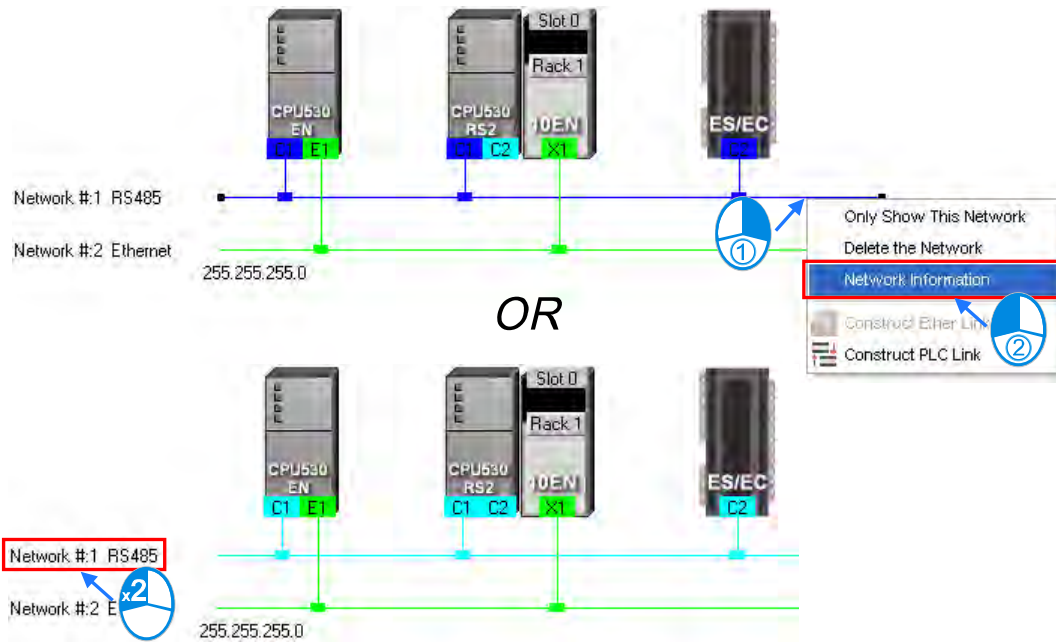 Slot 0
Rack 1
CPU530
EN
CPU530
RS2
10EN
ES/EC
C1 E1
C1 C2
X1
C2
Network #:1 RS485
Network #:2 Ethernet
255.255.255.0
①
Only Show This Network
Delete the Network
Network Information
Construct Ether Link
Construct PLC Link
②
OR
Slot 0
Rack 1
CPU530
EN
CPU530
RS2
10EN
ES/EC
C1 E1
C1 C2
X1
C2
Network #:1 RS485
x2
Network #:2 E
255.255.255.0